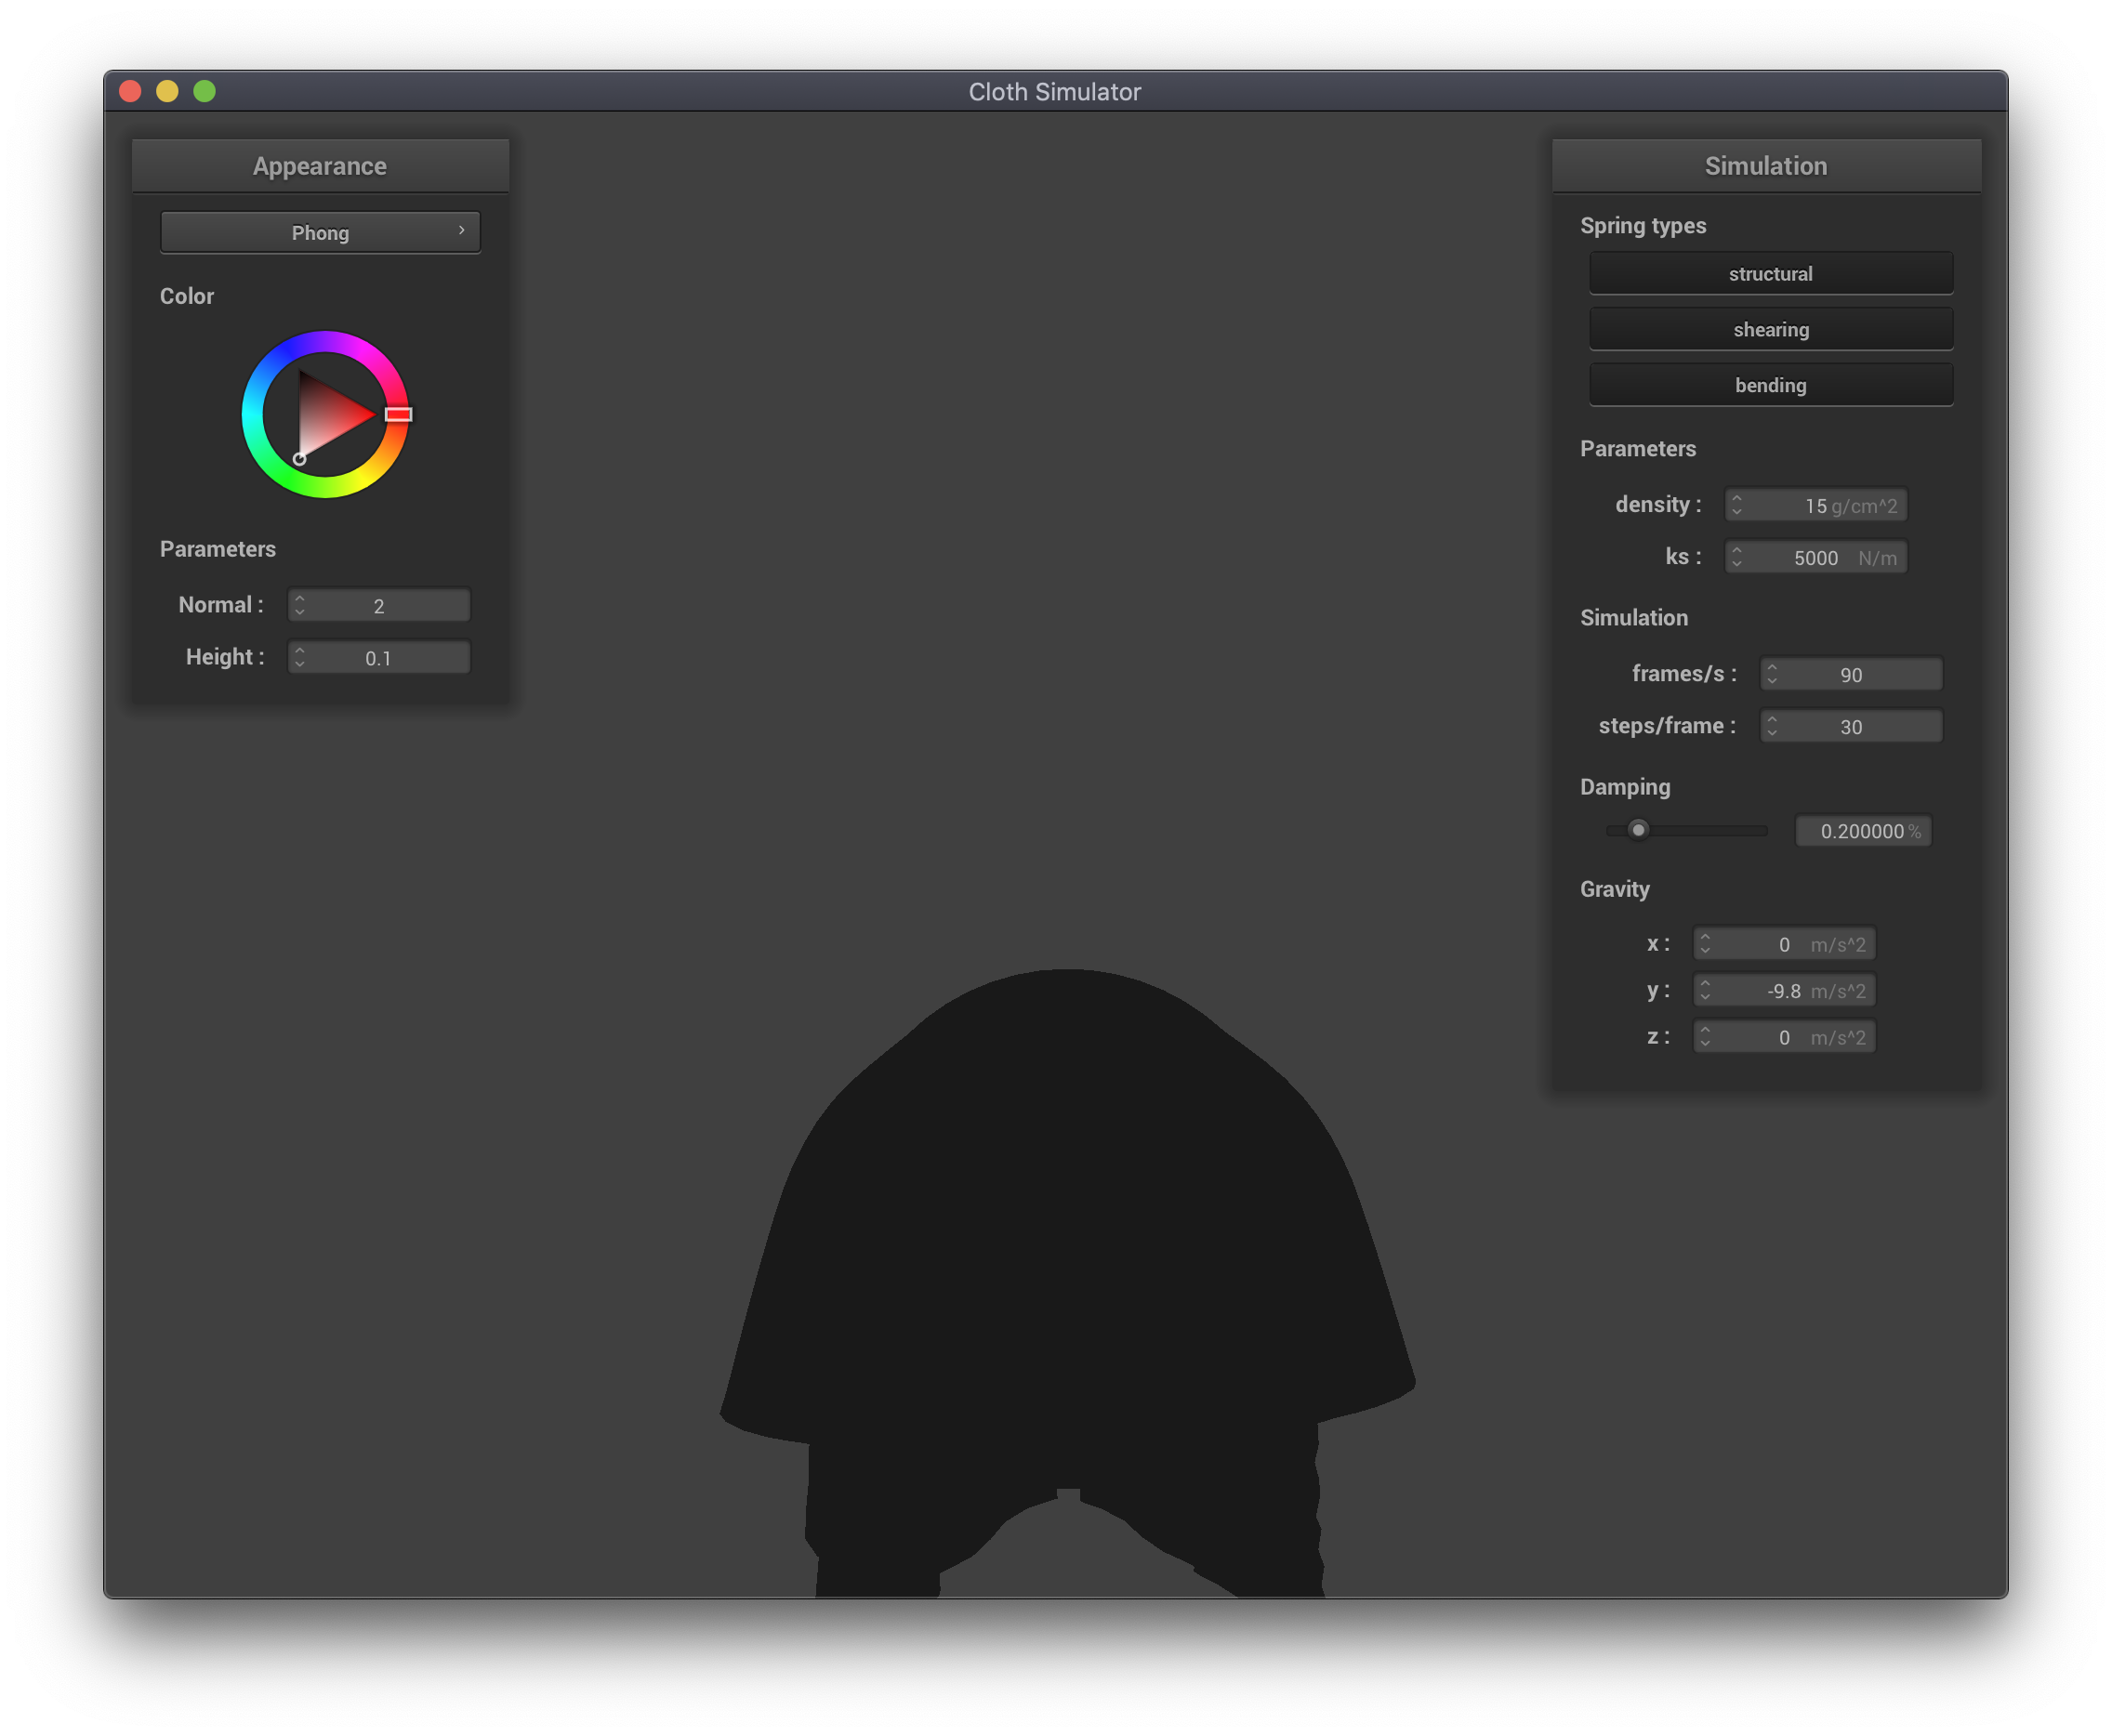 Cloth Simulator
Appearance
Phong
Color
Parameters
Normal : 2
Height : 0.1
Simulation
Spring types
structural
shearing
bending
Parameters
density : 15 g/cm^2
ks : 5000 N/m
Simulation
frames/s : 90
steps/frame : 30
Damping
0.200000 %
Gravity
x : 0 m/s^2
y : -9.8 m/s^2
z : 0 m/s^2